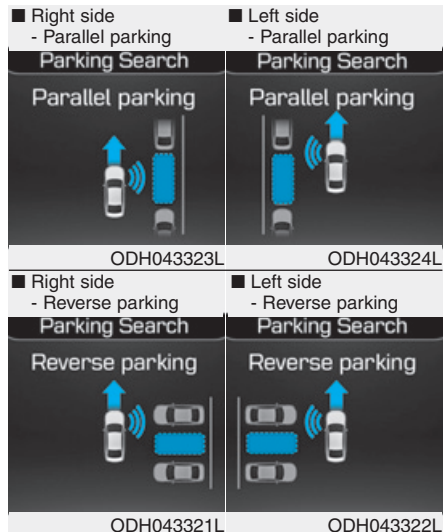 ■ Right side
- Parallel parking
Parking Search
Parallel parking
ODH043323L
■ Left side
- Parallel parking
Parking Search
Parallel parking
ODH043324L
■ Right side
- Reverse parking
Parking Search
Reverse parking
ODH043321L
■ Left side
- Reverse parking
Parking Search
Reverse parking
ODH043322L